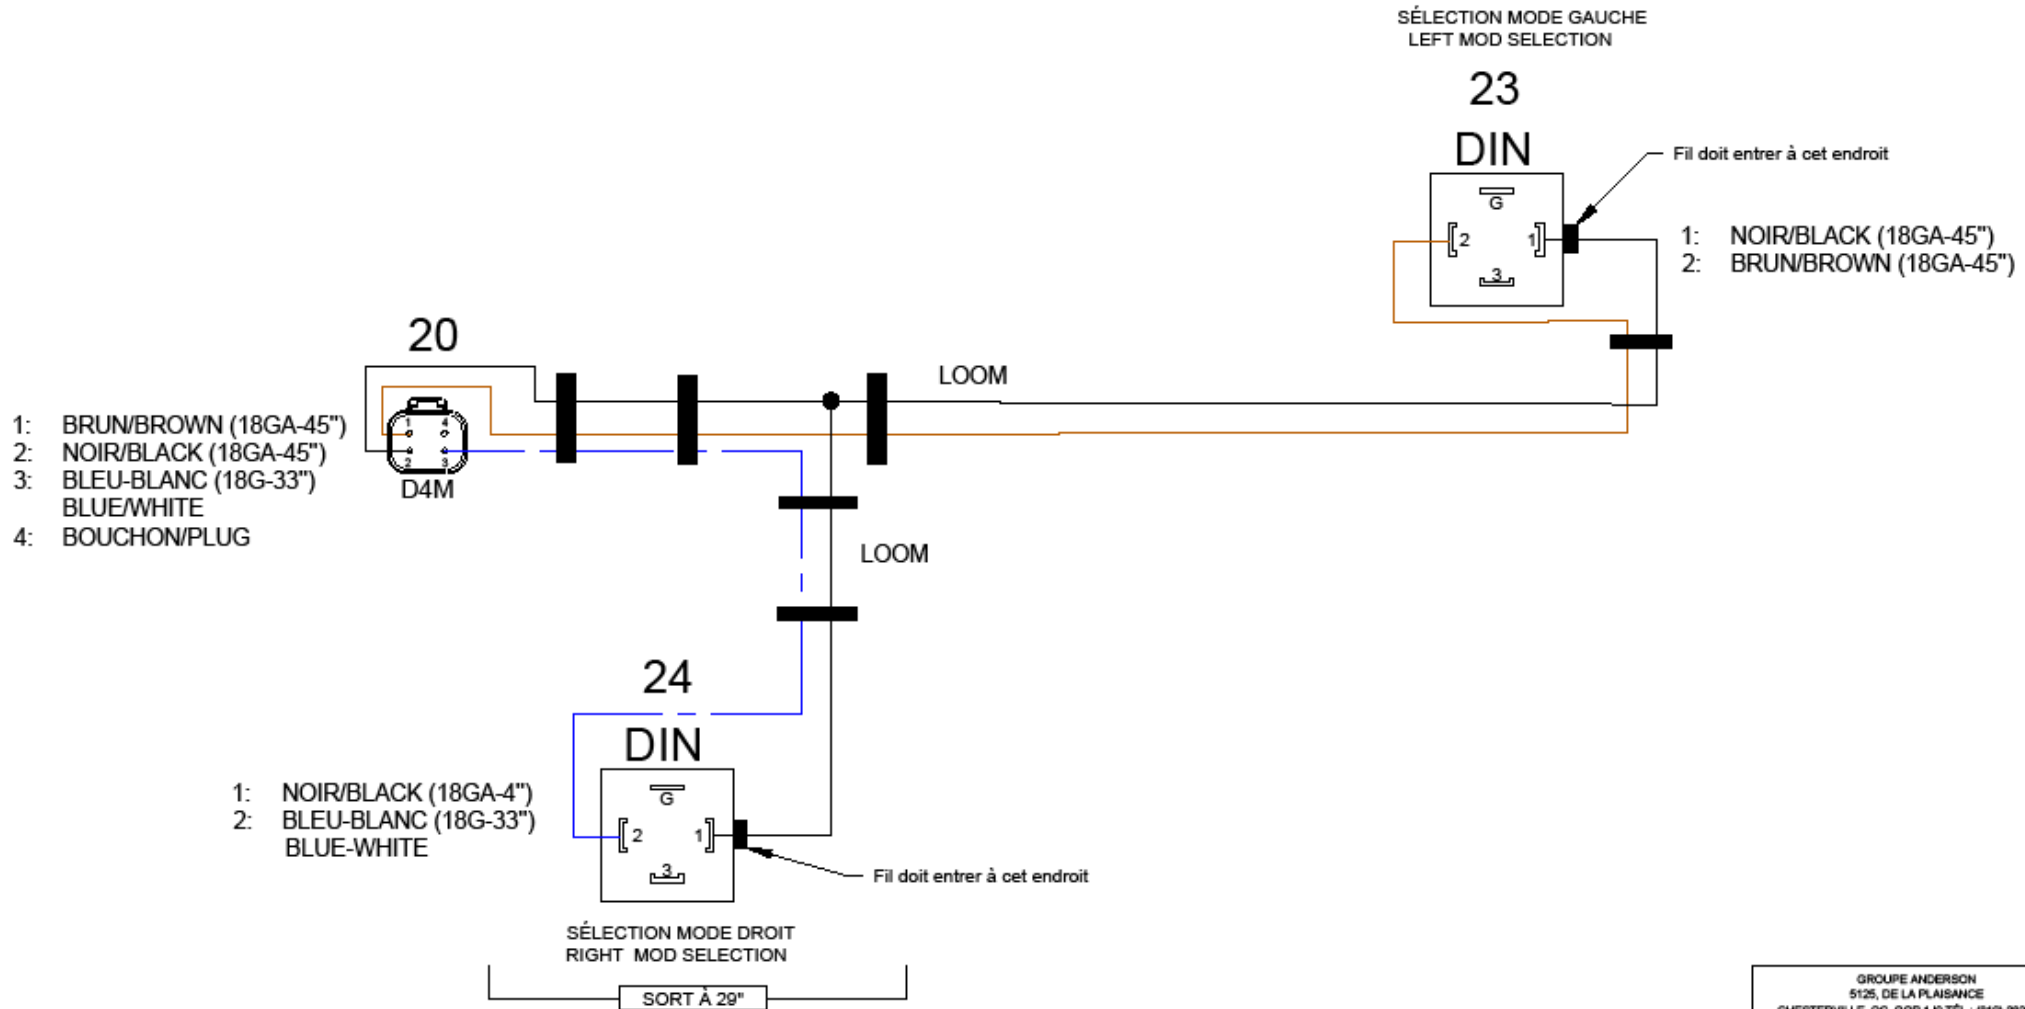 SÉLECTION MODE GAUCHE
LEFT MOD SELECTION
23
DIN
Fil doit entrer à cet endroit
G
2
1
3
1: NOIR/BLACK (18GA-45")
2: BRUN/BROWN (18GA-45")
20
LOOM
1: BRUN/BROWN (18GA-45")
2: NOIR/BLACK (18GA-45")
3: BLEU-BLANC (18G-33")
BLUE/WHITE
4: BOUCHON/PLUG
1
4
2
3
D4M
LOOM
24
DIN
1: NOIR/BLACK (18GA-4")
2: BLEU-BLANC (18G-33")
BLUE-WHITE
G
2
1
3
Fil doit entrer à cet endroit
SÉLECTION MODE DROIT
RIGHT MOD SELECTION
SORT À 29"
GROUPE ANDERSON
5125, DE LA PLAISANCE